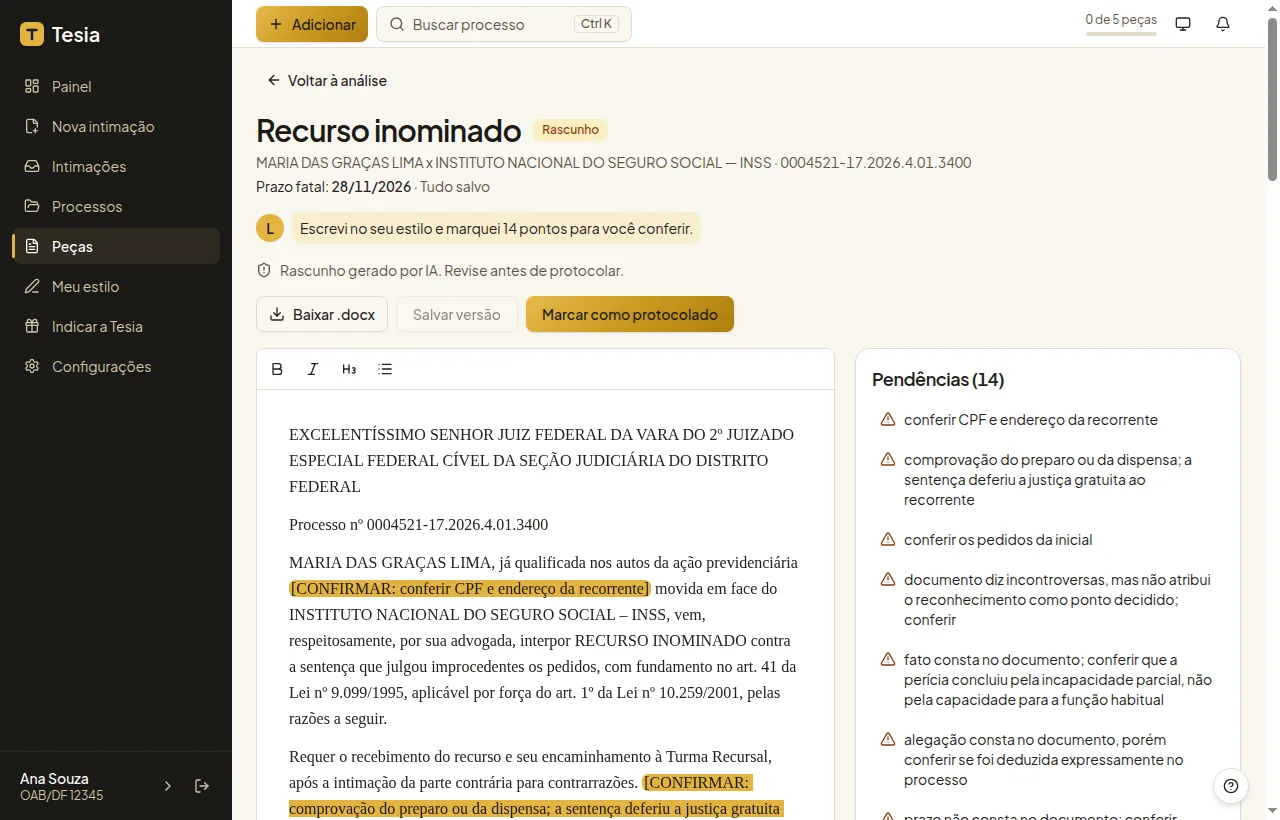 T Tesia
Painel
Nova intimação
Intimações
Processos
Peças
Meu estilo
Indicar a Tesia
Configurações
Ana Souza
OAB/DF 12345
+ Adicionar
Buscar processo
Ctrl K
0 de 5 peças
Voltar à análise
Recurso inominado
Rascunho
MARIA DAS GRAÇAS LIMA x INSTITUTO NACIONAL DO SEGURO SOCIAL — INSS · 0004521-17.2026.4.01.3400
Prazo fatal: 28/11/2026 · Tudo salvo
L
Escrevi no seu estilo e marquei 14 pontos para você conferir.
Rascunho gerado por IA. Revise antes de protocolar.
Baixar .docx
Salvar versão
Marcar como protocolado
B I H3
EXCELENTÍSSIMO SENHOR JUIZ FEDERAL DA VARA DO 2º JUIZADO
ESPECIAL FEDERAL CÍVEL DA SEÇÃO JUDICIÁRIA DO DISTRITO
FEDERAL
Processo nº 0004521-17.2026.4.01.3400
MARIA DAS GRAÇAS LIMA, já qualificada nos autos da ação previdenciária
[CONFIRMAR: conferir CPF e endereço da recorrente] movida em face do
INSTITUTO NACIONAL DO SEGURO SOCIAL – INSS, vem,
respeitosamente, por sua advogada, interpor RECURSO INOMINADO contra
a sentença que julgou improcedentes os pedidos, com fundamento no art. 41 da
Lei nº 9.099/1995, aplicável por força do art. 1º da Lei nº 10.259/2001, pelas
razões a seguir.
Requer o recebimento do recurso e seu encaminhamento à Turma Recursal,
após a intimação da parte contrária para contrarrazões. [CONFIRMAR:
comprovação do preparo ou da dispensa; a sentença deferiu a justiça gratuita
Pendências (14)
conferir CPF e endereço da recorrente
comprovação do preparo ou da dispensa; a
sentença deferiu a justiça gratuita ao
recorrente
conferir os pedidos da inicial
documento diz incontroversas, mas não atribui
o reconhecimento como ponto decidido;
conferir
fato consta no documento; conferir que a
perícia concluiu pela incapacidade parcial, não
pela capacidade para a função habitual
alegação consta no documento, porém
conferir se foi deduzida expressamente no
processo
prazo não consta no documento; conferir